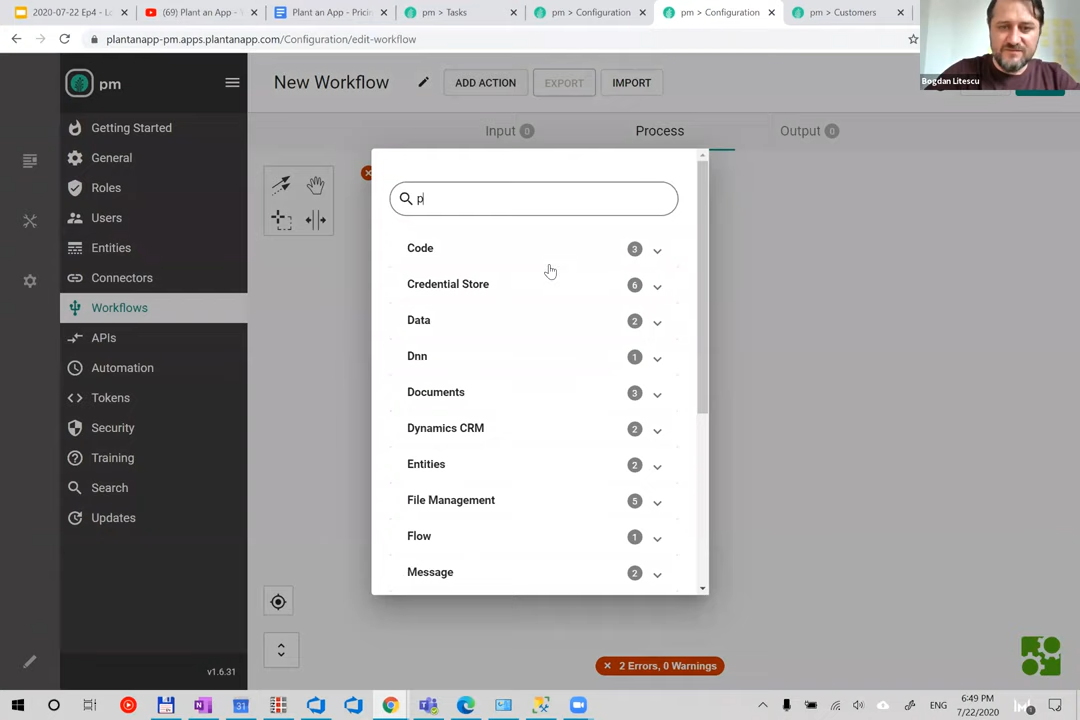 2020-07-22 Ep4 - Lo
(69) Plant an App -
Plant an App - Pricing
pm > Tasks
pm > Configuration
pm > Configuration
pm > Customers
plantanapp-pm.apps.plantanapp.com/Configuration/edit-workflow
Bogdan Litescu
pm
New Workflow
ADD ACTION
EXPORT
IMPORT
Getting Started
General
Roles
Users
Entities
Connectors
Workflows
APIs
Automation
Tokens
Security
Training
Search
Updates
v1.6.31
Input 0
Process
Output 0
p
Code 3
Credential Store 6
Data 2
Dnn 1
Documents 3
Dynamics CRM 2
Entities 2
File Management 5
Flow 1
Message 2
2 Errors, 0 Warnings
31
ENG
6:49 PM
7/22/2020
1